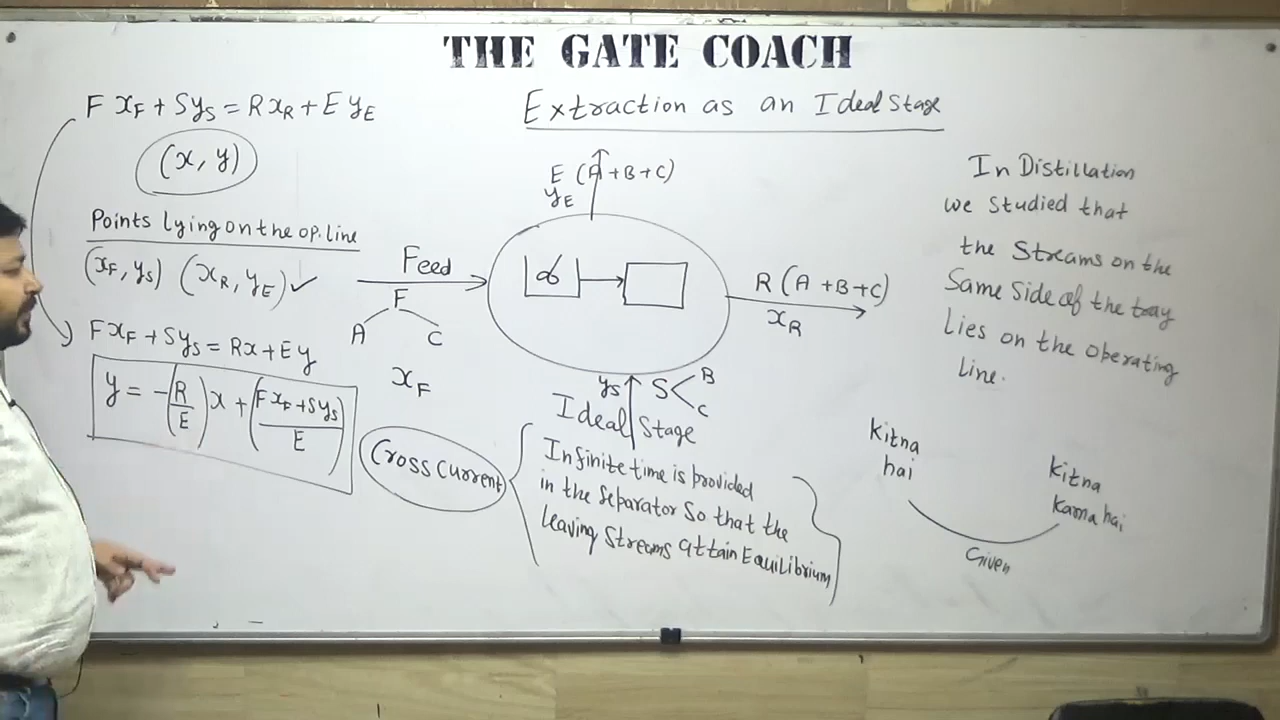 THE GATE COACH
F x_F + S y_S = R x_R + E y_E
(x, y)
Points lying on the op. line
(x_F, y_S) (x_R, y_E) ✓
F x_F + S y_S = R x + E y
y = -(R/E) x + (F x_F + S y_S / E)
Extraction as an Ideal Stage
E (A + B + C)
y_E
Feed
F
A C
x_F
R (A + B + C)
x_R
y_S S B
C
Ideal Stage
Cross Current
Infinite time is provided
in the separator so that the
leaving streams attain Equilibrium
In Distillation
we studied that
the Streams on the
Same side of the tray
Lies on the operating
line.
Kitna
hai
Kitna
Karna hai
Given